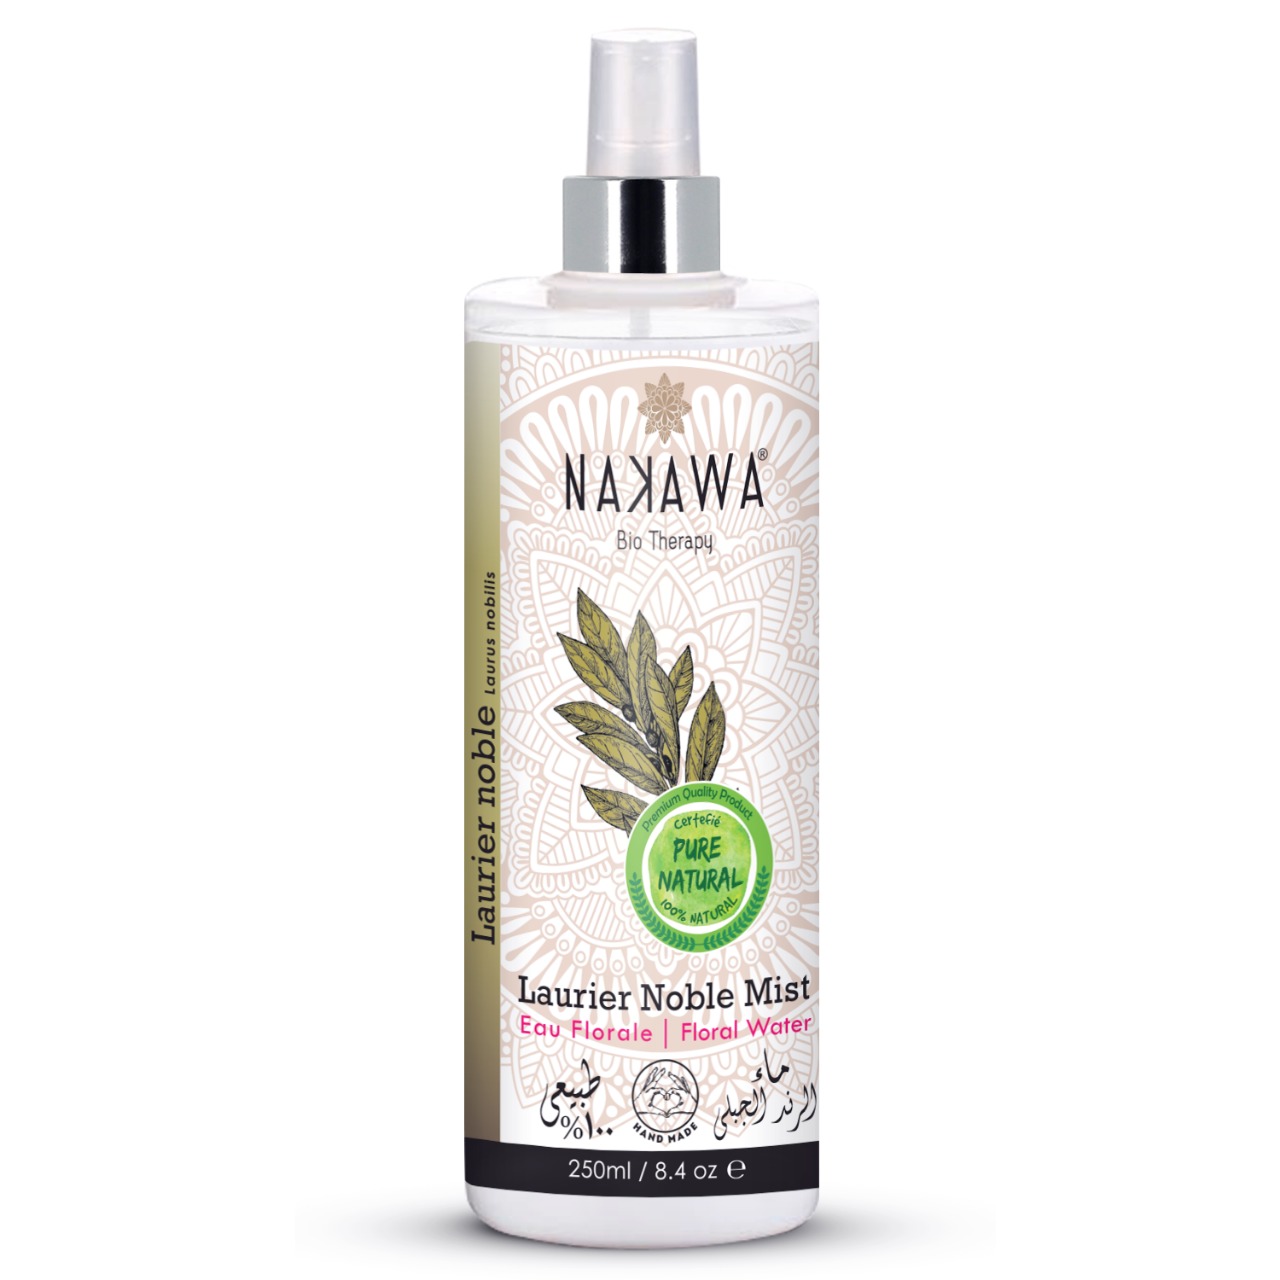 NAKAWA®
Bio Therapy
Laurier noble Laurus nobilis
Premium Quality Product
certefié
PURE
NATURAL
100% NATURAL
Laurier Noble Mist
Eau Florale | Floral Water
طبيعي
%١٠٠
HAND MADE
ماء
الرند الجبلي
250ml / 8.4 oz ℮